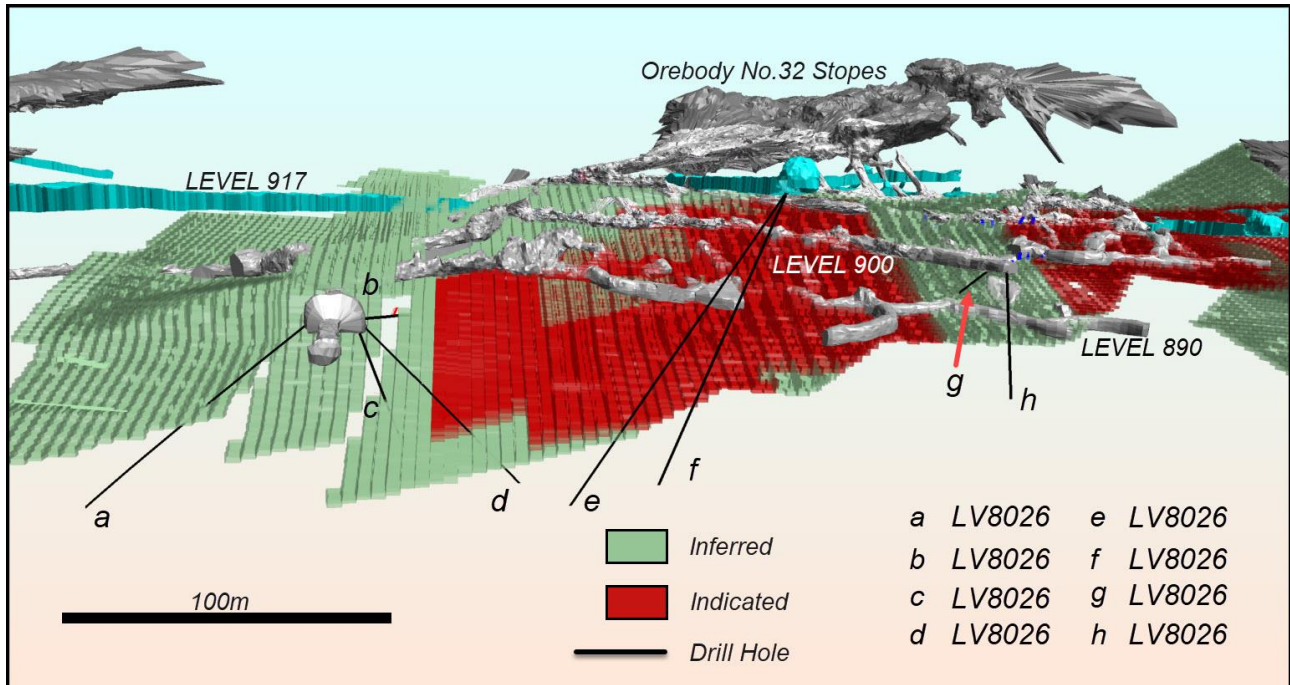 Orebody No.32 Stopes
LEVEL 917
b
LEVEL 900
LEVEL 890
g
h
c
f
d
e
a
Inferred
Indicated
Drill Hole
100m
a LV8026 e LV8026
b LV8026 f LV8026
c LV8026 g LV8026
d LV8026 h LV8026